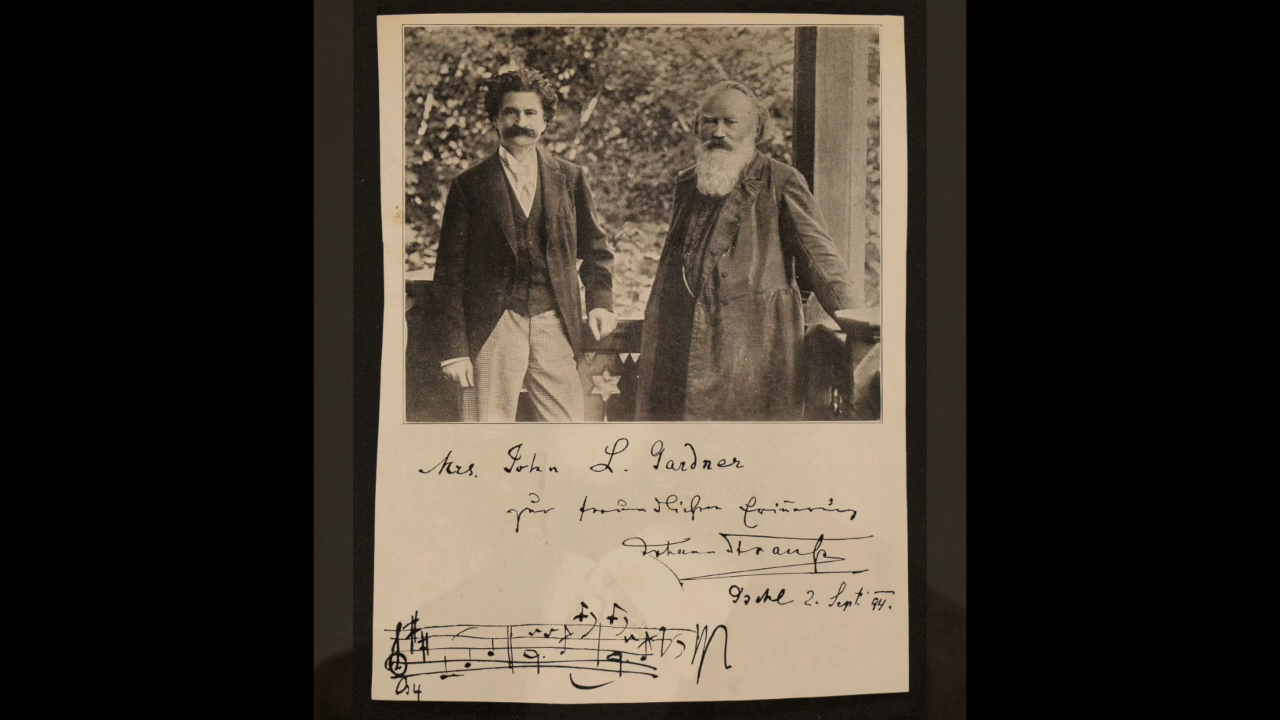 Mrs. John L. Gardner
zur freundlichen Erinnerung
Johann Strauß
Ischl 2. Sept. 94.